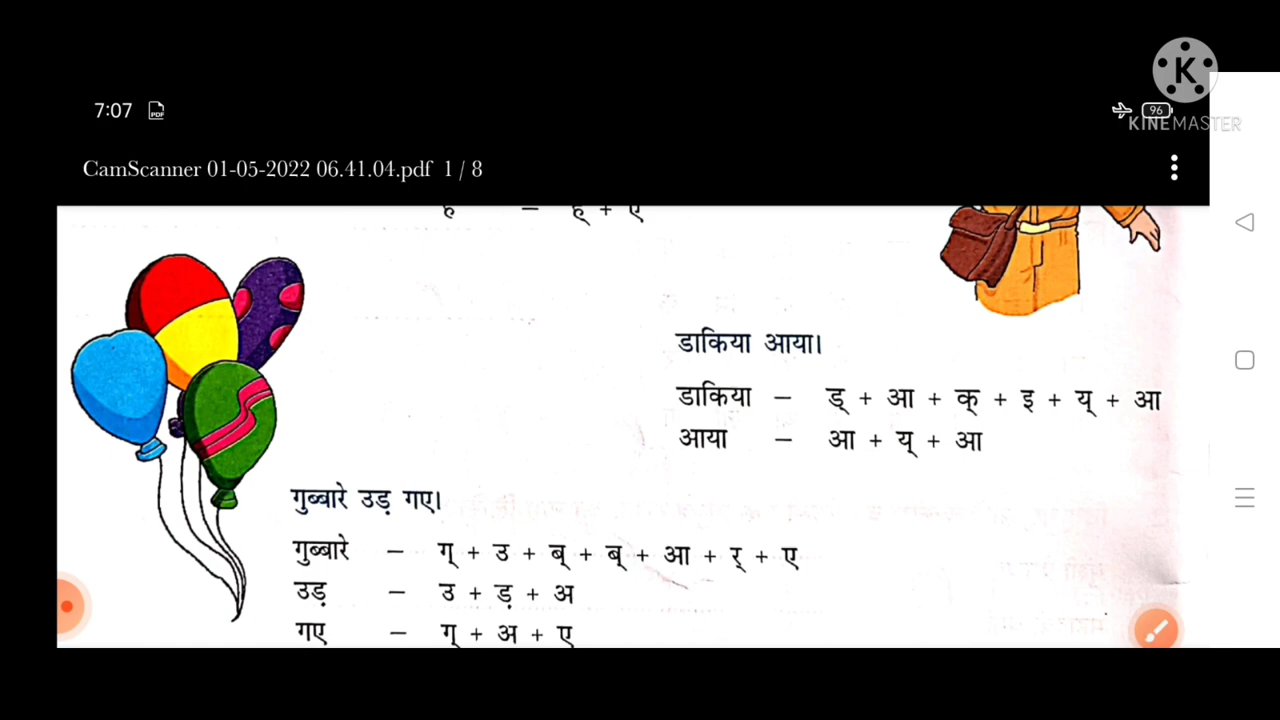 7:07
96
KINEMASTER
CamScanner 01-05-2022 06.41.04.pdf 1 / 8
– ह् + ए
डाकिया आया।
डाकिया – ड् + आ + क् + इ + य् + आ
आया – आ + य् + आ
गुब्बारे उड़ गए।
गुब्बारे – ग् + उ + ब् + ब् + आ + र् + ए
उड़ – उ + ड़ + अ
गए – ग् + अ + ए